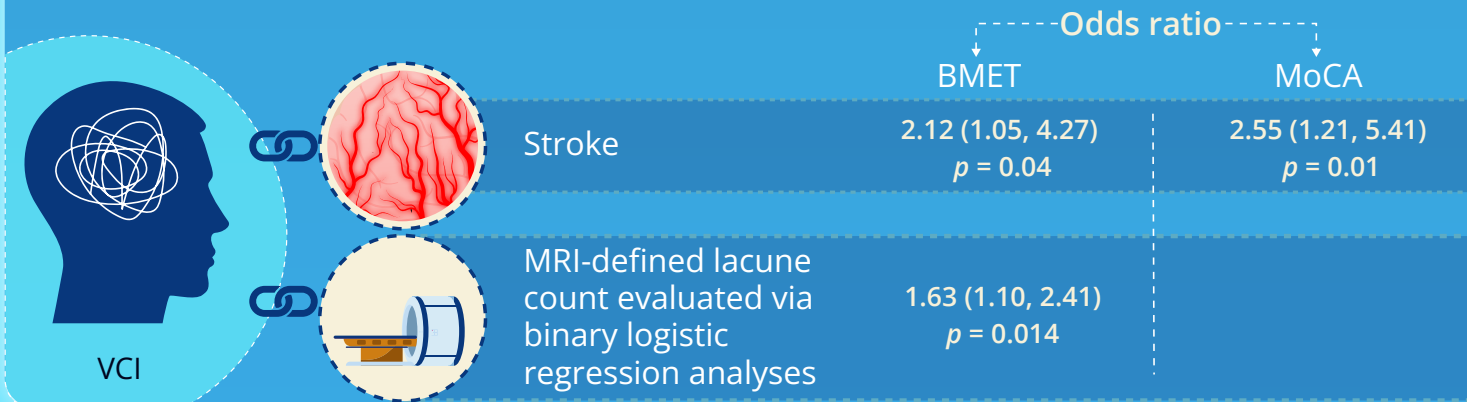 Odds ratio
BMET
MoCA
Stroke
2.12 (1.05, 4.27)
p = 0.04
2.55 (1.21, 5.41)
p = 0.01
MRI-defined lacune
count evaluated via
binary logistic
regression analyses
1.63 (1.10, 2.41)
p = 0.014
VCI